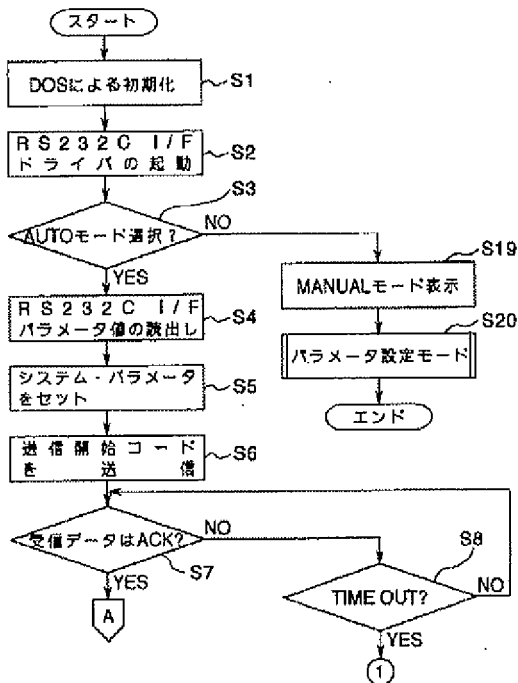 スタート
DOSによる初期化
S1
RS232C I/F
ドライバの起動
S2
S3
AUTOモード選択?
NO
YES
S19
MANUALモード表示
RS232C I/F
パラメータ値の読出し
S4
S20
パラメータ設定モード
システム・パラメータ
をセット
S5
エンド
送信開始コード
を送信
S6
受信データはACK?
NO
S7
YES
S8
TIME OUT?
NO
A
YES
1